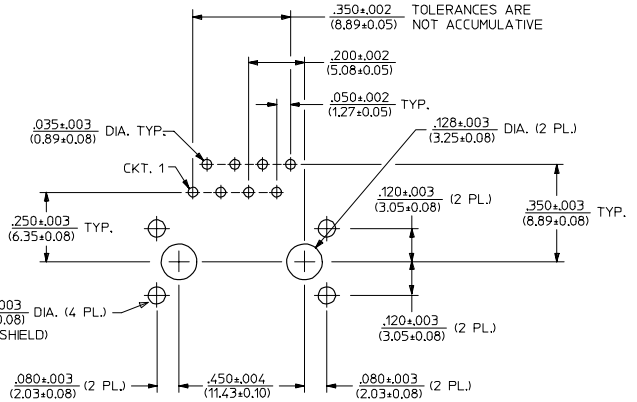 .350±.002
(8.89±0.05)
TOLERANCES ARE
NOT ACCUMULATIVE
.200±.002
(5.08±0.05)
.050±.002
(1.27±0.05)
TYP.
.035±.003
(0.89±0.08)
DIA. TYP.
.128±.003
(3.25±0.08)
DIA. (2 PL.)
CKT. 1
.120±.003
(3.05±0.08)
(2 PL.)
.350±.003
(8.89±0.08)
TYP.
.250±.003
(6.35±0.08)
TYP.
DIA. (4 PL.)
SHIELD)
.120±.003
(3.05±0.08)
(2 PL.)
.080±.003
(2.03±0.08)
(2 PL.)
.450±.004
(11.43±0.10)
.080±.003
(2.03±0.08)
(2 PL.)